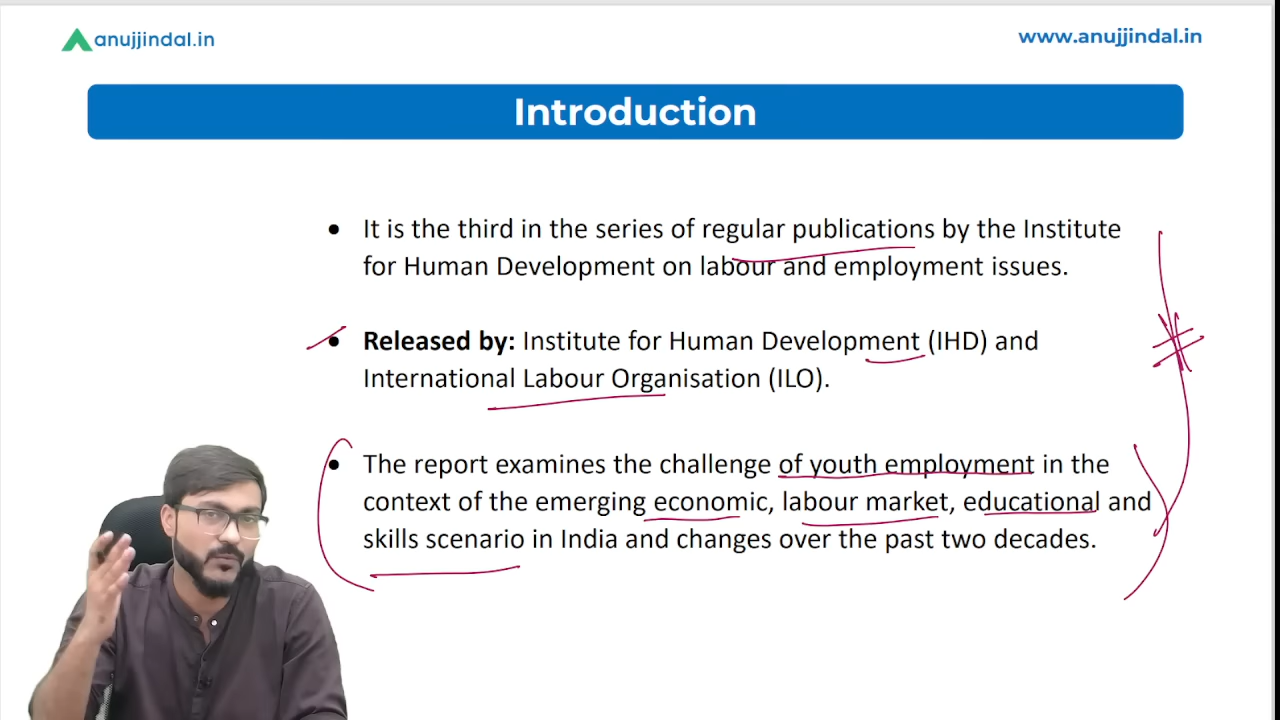 anujjindal.in
www.anujjindal.in
Introduction
• It is the third in the series of regular publications by the Institute
for Human Development on labour and employment issues.
• Released by: Institute for Human Development (IHD) and
International Labour Organisation (ILO).
• The report examines the challenge of youth employment in the
context of the emerging economic, labour market, educational and
skills scenario in India and changes over the past two decades.